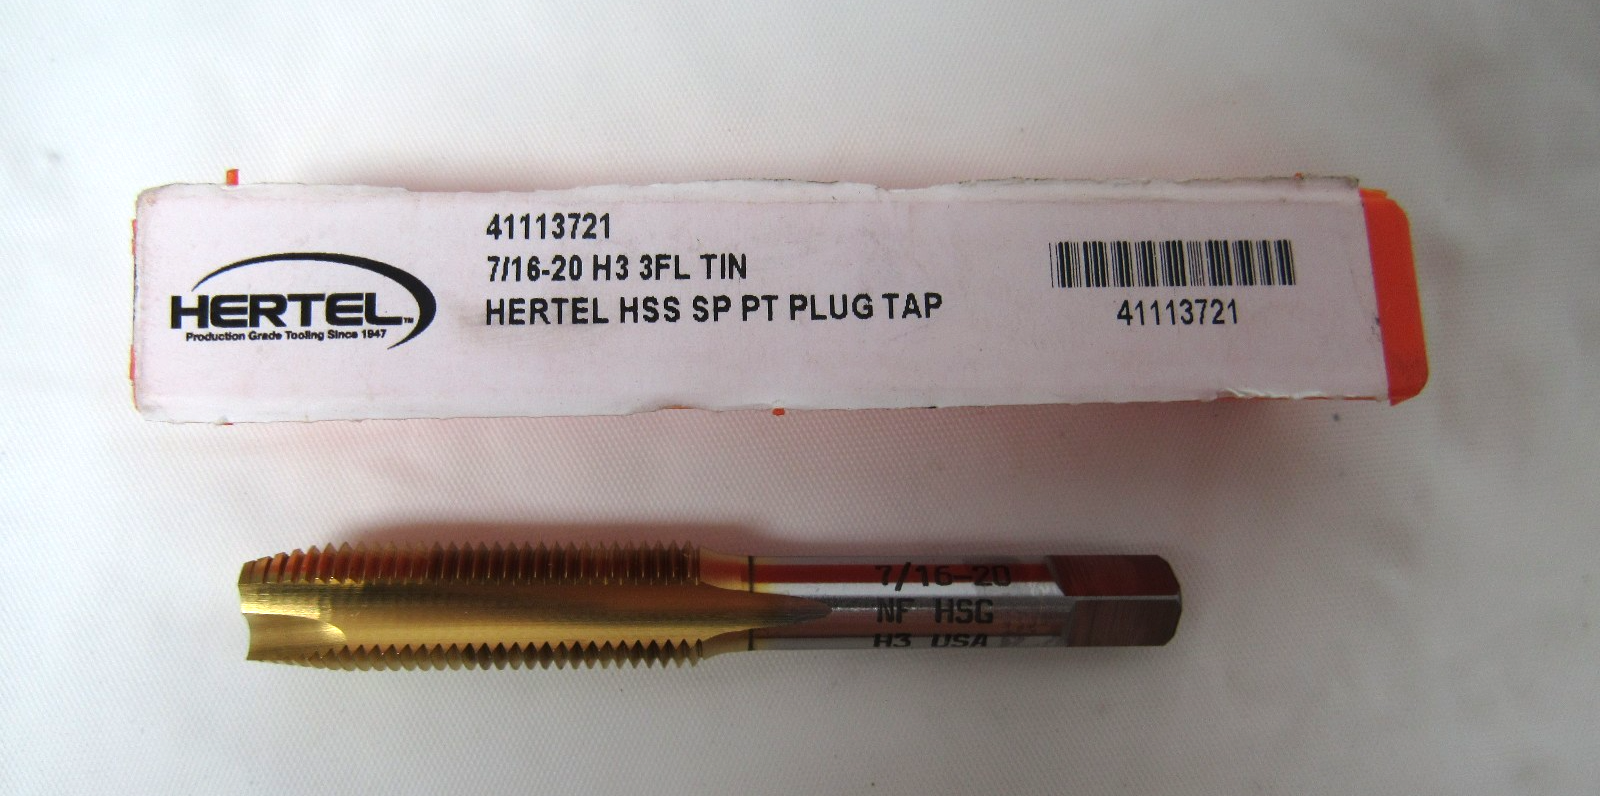 HERTEL™
Production Grade Tooling Since 1947
41113721
7/16-20 H3 3FL TIN
HERTEL HSS SP PT PLUG TAP
41113721
7/16-20
NF HSG
H3 USA